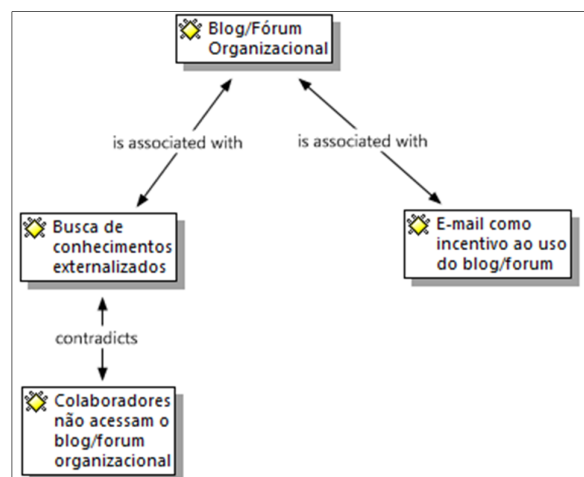 Blog/Fórum
Organizacional
is associated with
is associated with
Busca de
conhecimentos
externalizados
E-mail como
incentivo ao uso
do blog/forum
contradicts
Colaboradores
não acessam o
blog/forum
organizacional